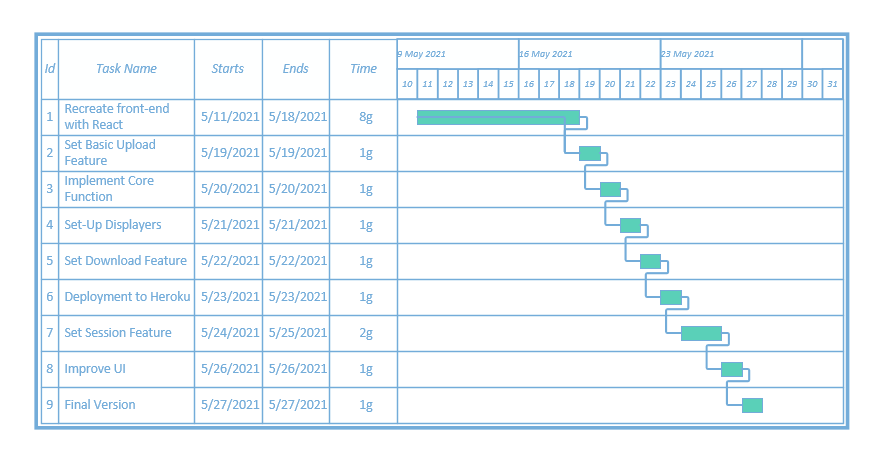 Id Task Name Starts Ends Time 9 May 2021 16 May 2021 23 May 2021
10 11 12 13 14 15 16 17 18 19 20 21 22 23 24 25 26 27 28 29 30 31
1 Recreate front-end with React 5/11/2021 5/18/2021 8g
2 Set Basic Upload Feature 5/19/2021 5/19/2021 1g
3 Implement Core Function 5/20/2021 5/20/2021 1g
4 Set-Up Displayers 5/21/2021 5/21/2021 1g
5 Set Download Feature 5/22/2021 5/22/2021 1g
6 Deployment to Heroku 5/23/2021 5/23/2021 1g
7 Set Session Feature 5/24/2021 5/25/2021 2g
8 Improve UI 5/26/2021 5/26/2021 1g
9 Final Version 5/27/2021 5/27/2021 1g